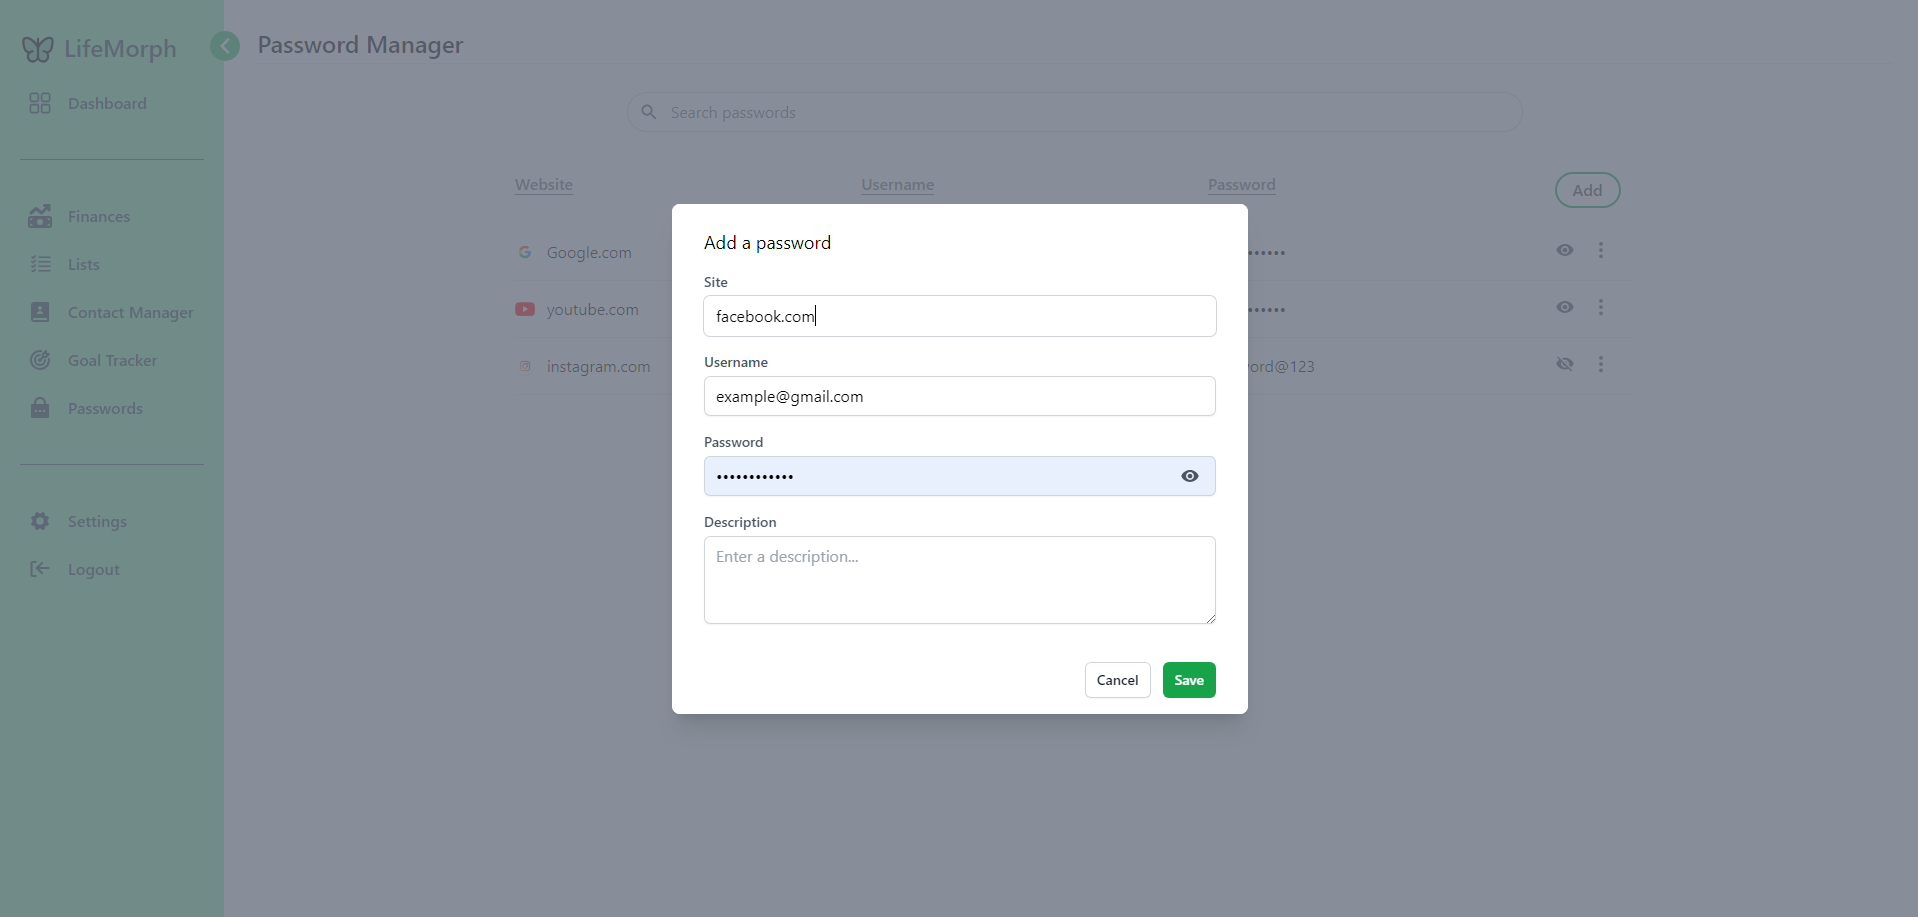 LifeMorph
Password Manager
Dashboard
Search passwords
Website Username Password Add
Finances
Lists
Contact Manager
Goal Tracker
Passwords
Settings
Logout
Google.com ••••••
youtube.com ••••••
instagram.com ord@123
Add a password
Site
facebook.com
Username
example@gmail.com
Password
••••••••••••
Description
Enter a description...
Cancel Save